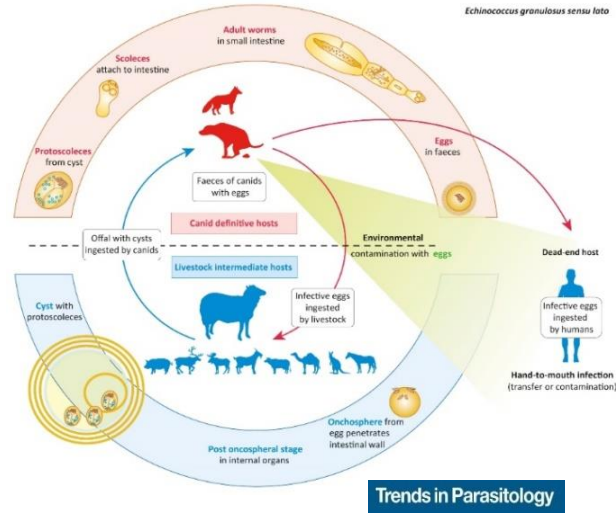 Echinococcus granulosus sensu lato
Adult worms
in small intestine
Scoleces
attach to intestine
Protoscoleces
from cyst
Eggs
in faeces
Faeces of canids
with eggs
Canid definitive hosts
Offal with cysts
ingested by canids
Environmental
contamination with eggs
Livestock intermediate hosts
Dead-end host
Infective eggs
ingested
by livestock
Infective eggs
ingested
by humans
Cyst with
protoscoleces
Hand-to-mouth infection
(transfer or contamination)
Onchosphere from
egg penetrates
intestinal wall
Post oncospheral stage
in internal organs
Trends in Parasitology